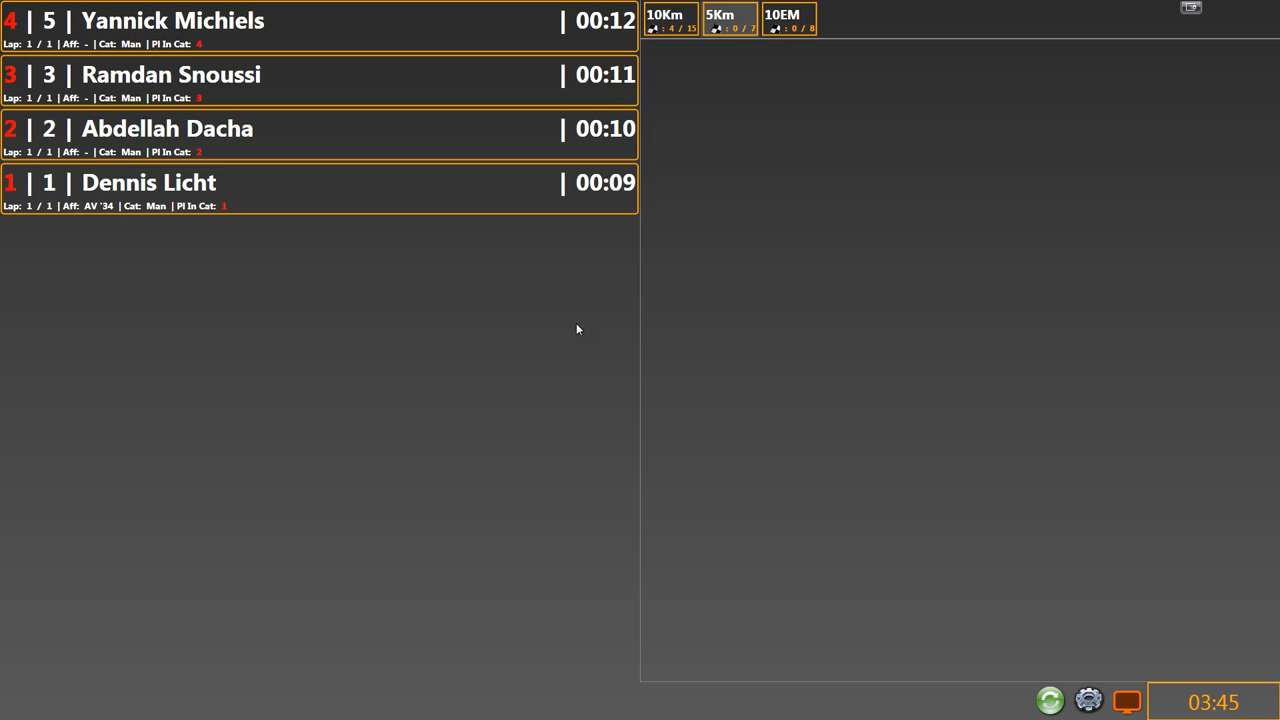 4 | 5 | Yannick Michiels | 00:12
Lap: 1 / 1 | Aff: - | Cat: Man | Pl In Cat: 4
3 | 3 | Ramdan Snoussi | 00:11
Lap: 1 / 1 | Aff: - | Cat: Man | Pl In Cat: 3
2 | 2 | Abdellah Dacha | 00:10
Lap: 1 / 1 | Aff: - | Cat: Man | Pl In Cat: 2
1 | 1 | Dennis Licht | 00:09
Lap: 1 / 1 | Aff: AV '34 | Cat: Man | Pl In Cat: 1
10Km 5Km 10EM
: 4 / 15 : 0 / 7 : 0 / 8
03:45